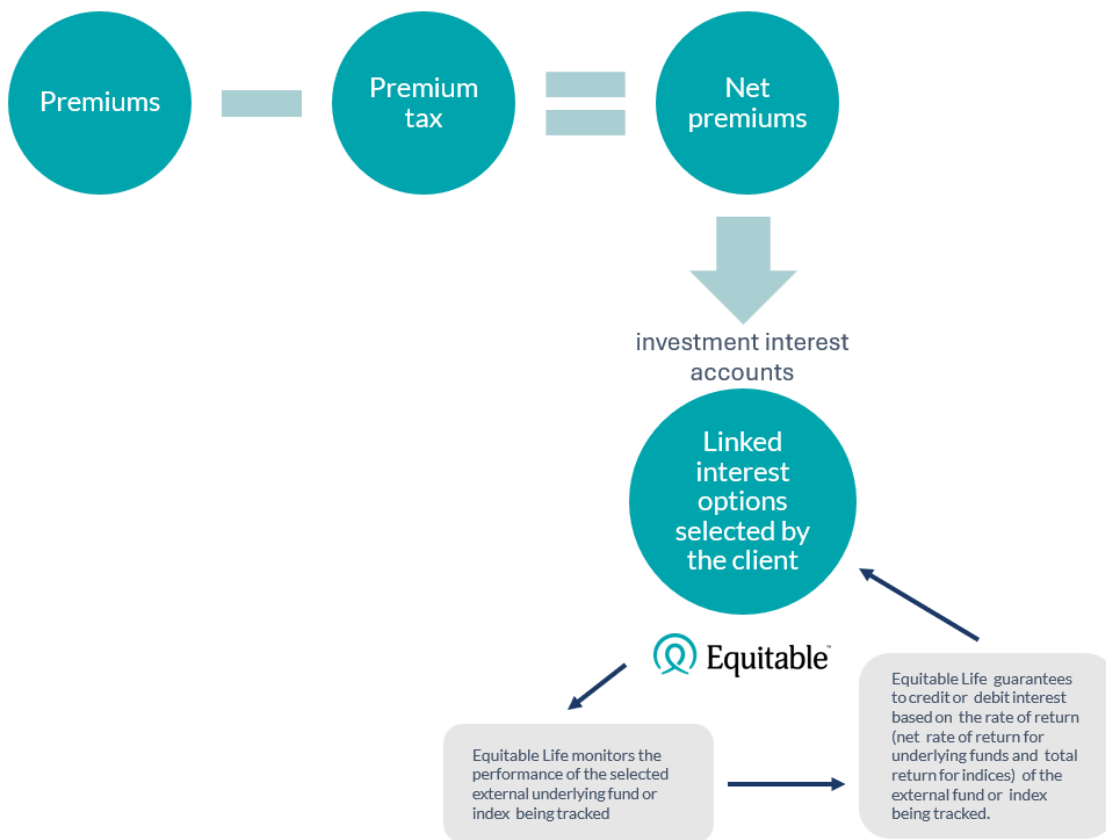 Premiums
Premium
tax
Net
premiums
investment interest
accounts
Linked
interest
options
selected by
the client
Equitable™
Equitable Life monitors the
performance of the selected
external underlying fund or
index being tracked
Equitable Life guarantees
to credit or debit interest
based on the rate of return
(net rate of return for
underlying funds and total
return for indices) of the
external fund or index
being tracked.